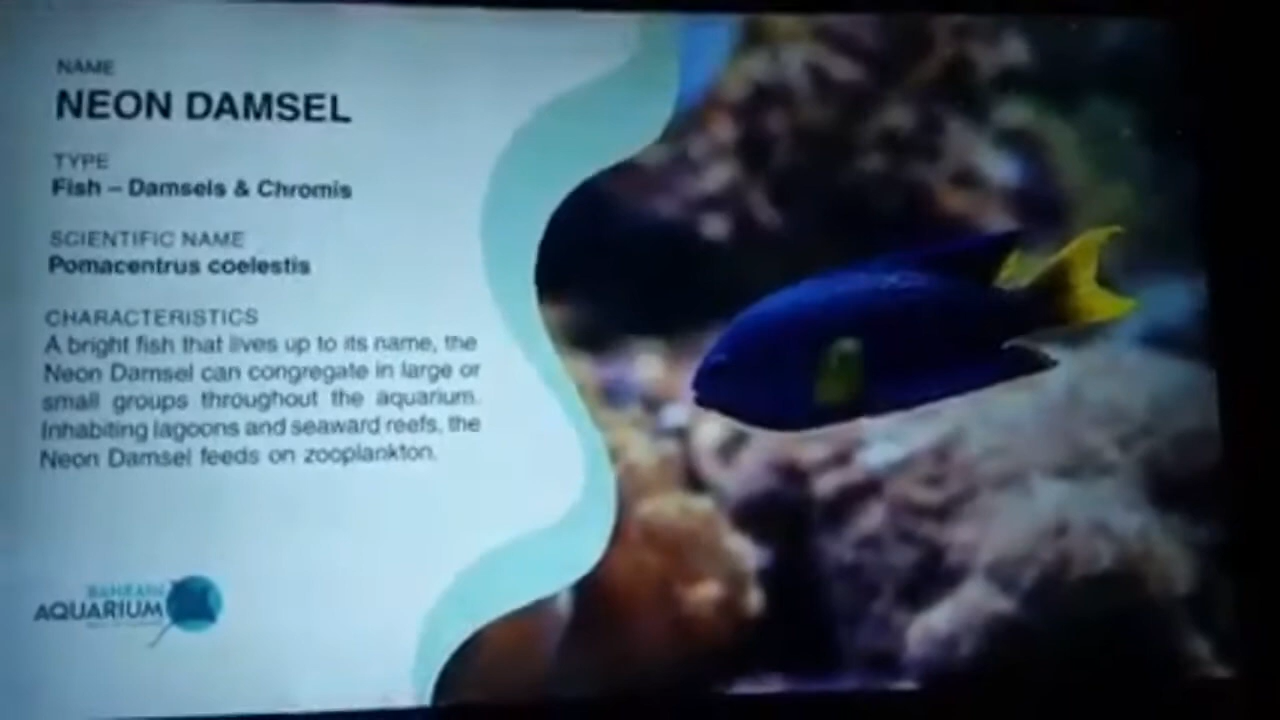 NAME
NEON DAMSEL
TYPE
Fish – Damsels & Chromis
SCIENTIFIC NAME
Pomacentrus coelestis
CHARACTERISTICS
A bright fish that lives up to its name, the
Neon Damsel can congregate in large or
small groups throughout the aquarium.
Inhabiting lagoons and seaward reefs, the
Neon Damsel feeds on zooplankton.
BAHRAIN
AQUARIUM